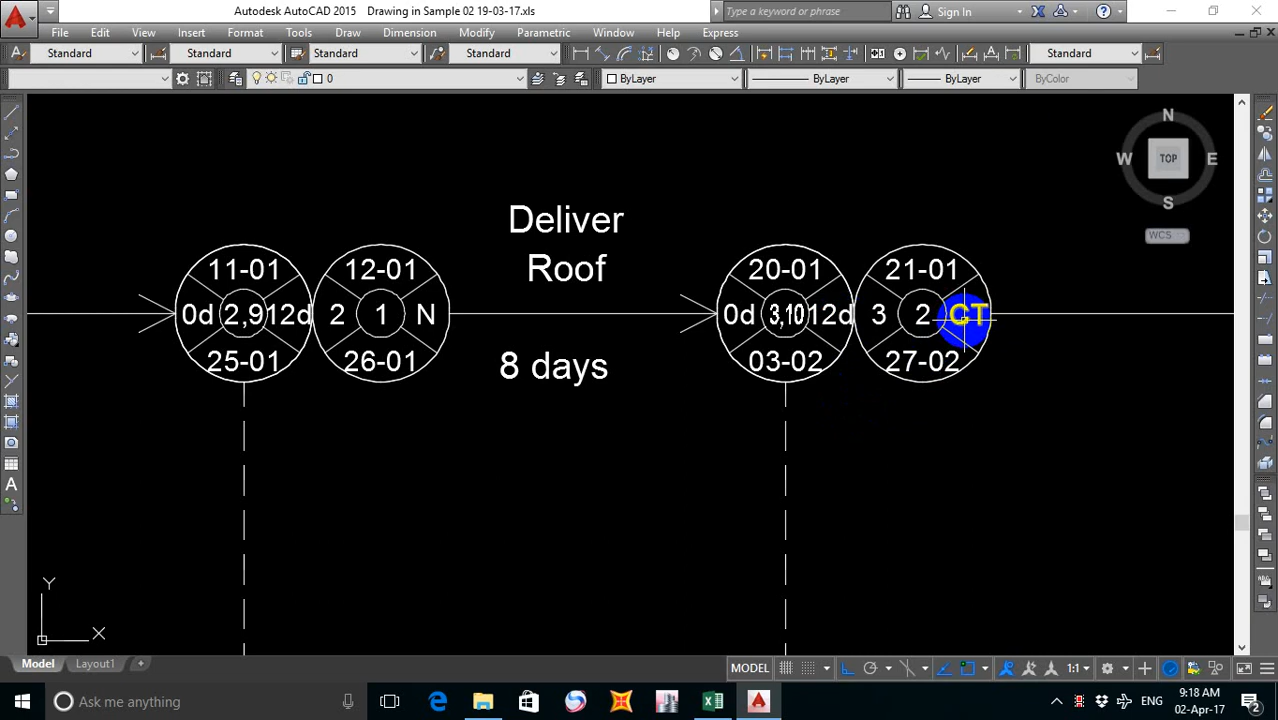 Autodesk AutoCAD 2015 Drawing in Sample 02 19-03-17.xls
Type a keyword or phrase
Sign In
File Edit View Insert Format Tools Draw Dimension Modify Parametric Window Help Express
Standard Standard Standard Standard Standard
0 ByLayer ByLayer ByLayer ByColor
N
W TOP E
S
WCS
Deliver
Roof
11-01 12-01 20-01 21-01
0d 2,9 12d 2 1 N 0d 3,10 12d 3 2 GT
25-01 26-01 8 days 03-02 27-02
Y
X
Model Layout1
MODEL 1:1
Ask me anything
ENG
9:18 AM
02-Apr-17
2